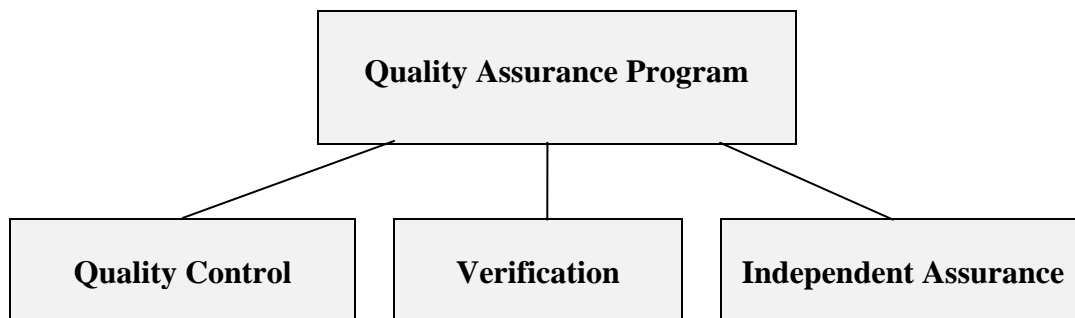 Quality Assurance Program
Quality Control
Verification
Independent Assurance